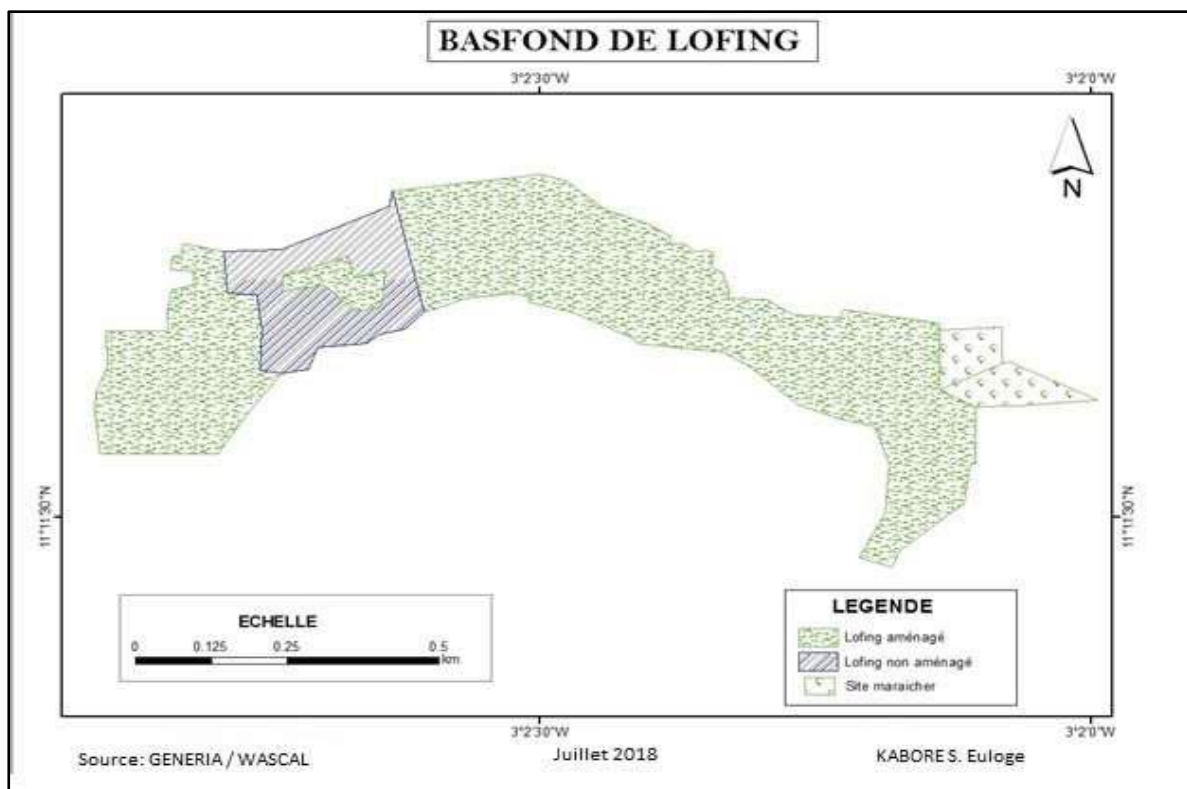 BASFOND DE LOFING
3°2'30"W
3°2'0"W
N
11°11'30"N
11°11'30"N
ECHELLE
0 0.125 0.25 0.5
km
LEGENDE
Lofing aménagé
Lofing non aménagé
Site maraicher
3°2'30"W
3°2'0"W
Source: GENERIA / WASCAL
Juillet 2018
KABORE S. Euloge